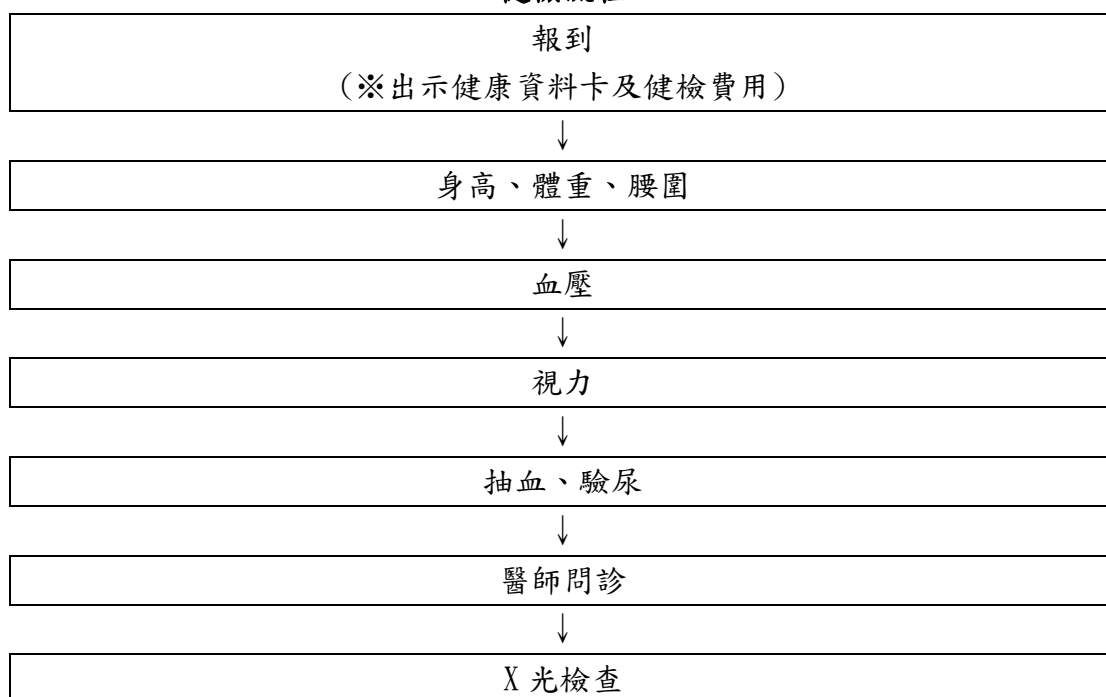 報到
(※出示健康資料卡及健檢費用)
↓
身高、體重、腰圍
↓
血壓
↓
視力
↓
抽血、驗尿
↓
醫師問診
↓
X 光檢查